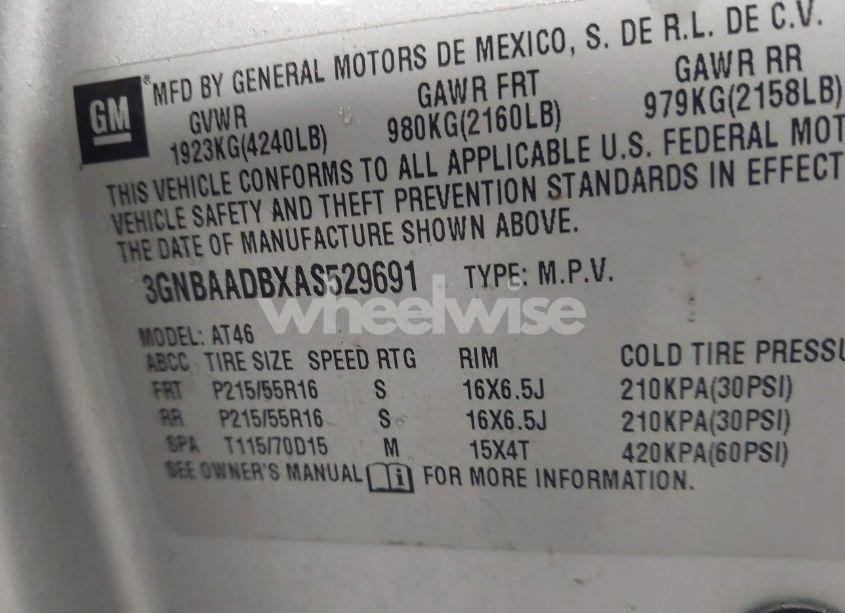 GM
® MFD BY GENERAL MOTORS DE MEXICO, S. DE R.L. DE C.V.
GVWR GAWR FRT GAWR RR
1923KG(4240LB) 980KG(2160LB) 979KG(2158LB)
THIS VEHICLE CONFORMS TO ALL APPLICABLE U.S. FEDERAL MOT
VEHICLE SAFETY AND THEFT PREVENTION STANDARDS IN EFFECT
THE DATE OF MANUFACTURE SHOWN ABOVE.
3GNBAADBXAS529691 TYPE: M.P.V.
wheelwise
MODEL: AT46
ABCC TIRE SIZE SPEED RTG RIM COLD TIRE PRESSU
FRT P215/55R16 S 16X6.5J 210KPA(30PSI)
RR P215/55R16 S 16X6.5J 210KPA(30PSI)
SPA T115/70D15 M 15X4T 420KPA(60PSI)
SEE OWNER'S MANUAL i FOR MORE INFORMATION.